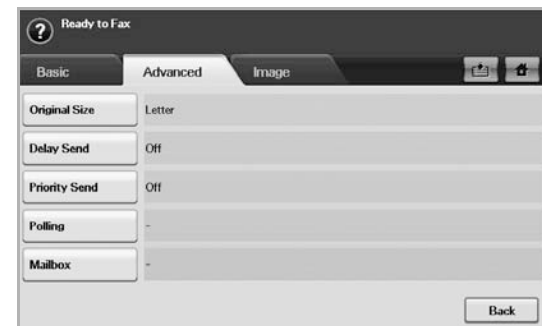 Ready to Fax
Basic Advanced Image
Original Size Letter
Delay Send Off
Priority Send Off
Polling -
Mailbox -
Back